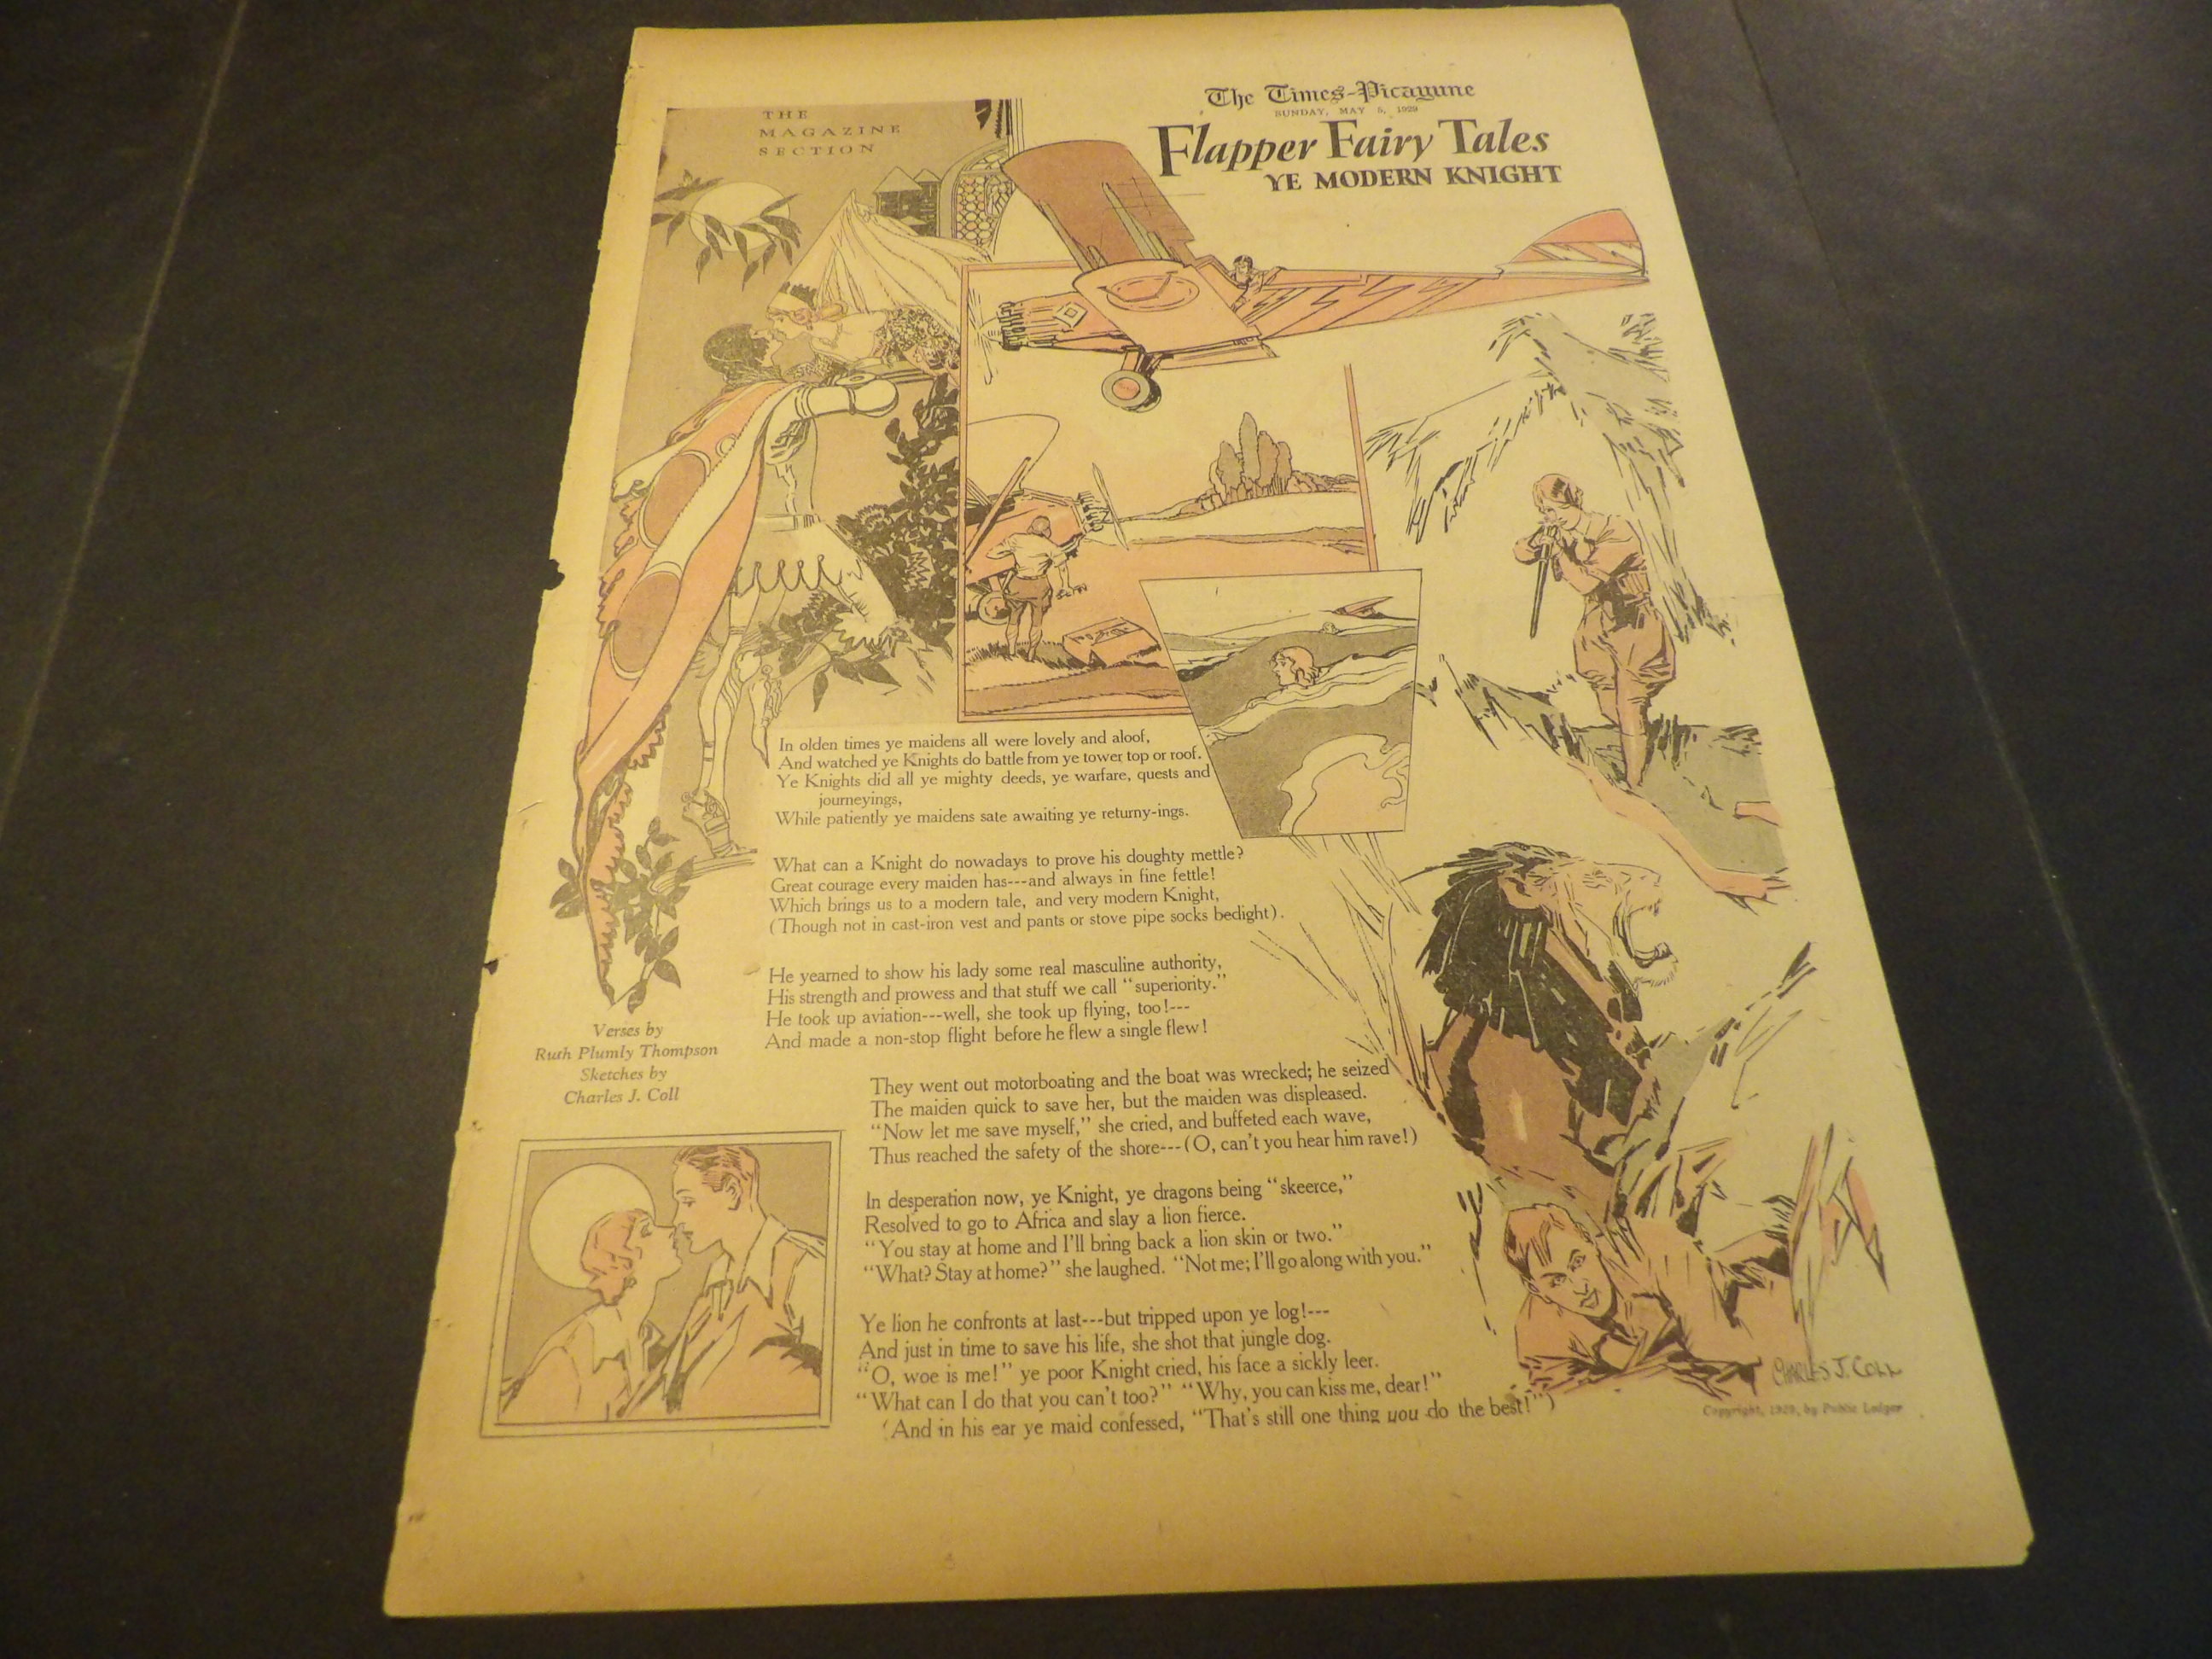 THE
MAGAZINE
SECTION
The Times-Picayune
SUNDAY, MAY 5, 1929
Flapper Fairy Tales
YE MODERN KNIGHT
In olden times ye maidens all were lovely and aloof,
And watched ye Knights do battle from ye tower top or roof.
Ye Knights did all ye mighty deeds, ye warfare, quests and
journeyings,
While patiently ye maidens sate awaiting ye returny-ings.
What can a Knight do nowadays to prove his doughty mettle?
Great courage every maiden has---and always in fine fettle!
Which brings us to a modern tale, and very modern Knight,
(Though not in cast-iron vest and pants or stove pipe socks bedight).
He yearned to show his lady some real masculine authority,
His strength and prowess and that stuff we call "superiority."
He took up aviation---well, she took up flying, too!---
And made a non-stop flight before he flew a single flew!
They went out motorboating and the boat was wrecked; he seized
The maiden quick to save her, but the maiden was displeased.
"Now let me save myself," she cried, and buffeted each wave,
Thus reached the safety of the shore---(O, can't you hear him rave!)
In desperation now, ye Knight, ye dragons being "skeerce,"
Resolved to go to Africa and slay a lion fierce.
"You stay at home and I'll bring back a lion skin or two."
"What? Stay at home?" she laughed. "Not me; I'll go along with you."
Ye lion he confronts at last---but tripped upon ye log!---
And just in time to save his life, she shot that jungle dog.
"O, woe is me!" ye poor Knight cried, his face a sickly leer.
"What can I do that you can't too?" "Why, you can kiss me, dear!"
(And in his ear ye maid confessed, "That's still one thing you do the best!")
Verses by
Ruth Plumly Thompson
Sketches by
Charles J. Coll
CHARLES J. COLL
Copyright, 1929, by Public Ledger